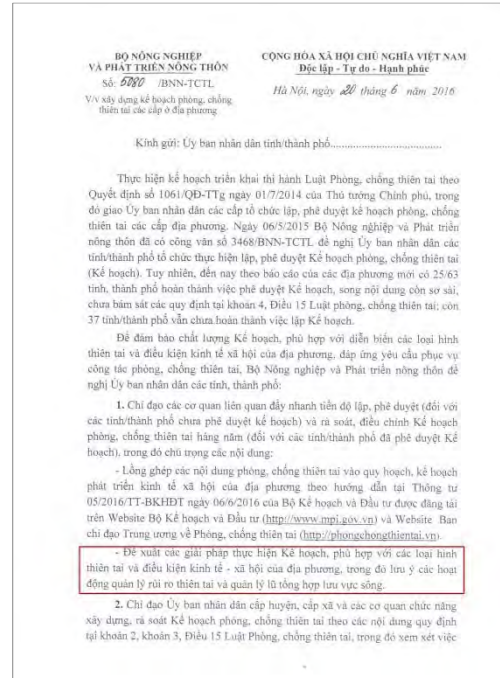 BỘ NÔNG NGHIỆP
VÀ PHÁT TRIỂN NÔNG THÔN
Số: 5080 /BNN-TCTL
V/v xây dựng kế hoạch phòng, chống
thiên tai các cấp ở địa phương
CỘNG HÒA XÃ HỘI CHỦ NGHĨA VIỆT NAM
Độc lập - Tự do - Hạnh phúc
Hà Nội, ngày 20 tháng 6 năm 2016
Kính gửi: Ủy ban nhân dân tỉnh/thành phố.......................................
Thực hiện kế hoạch triển khai thi hành Luật Phòng, chống thiên tai theo
Quyết định số 1061/QĐ-TTg ngày 01/7/2014 của Thủ tướng Chính phủ, trong
đó giao Ủy ban nhân dân các cấp tổ chức lập, phê duyệt kế hoạch phòng, chống
thiên tai các cấp địa phương. Ngày 06/5/2015 Bộ Nông nghiệp và Phát triển
nông thôn đã có công văn số 3468/BNN-TCTL đề nghị Ủy ban nhân dân các
tỉnh/thành phố tổ chức thực hiện lập, phê duyệt Kế hoạch phòng, chống thiên tai
(Kế hoạch). Tuy nhiên, đến nay theo báo cáo của các địa phương mới có 25/63
tỉnh, thành phố hoàn thành việc phê duyệt Kế hoạch, song nội dung còn sơ sài,
chưa bám sát các quy định tại khoản 4, Điều 15 Luật phòng, chống thiên tai; còn
37 tỉnh/thành phố vẫn chưa hoàn thành việc lập Kế hoạch.
Để đảm bảo chất lượng Kế hoạch, phù hợp với diễn biến các loại hình
thiên tai và điều kiện kinh tế xã hội của địa phương, đáp ứng yêu cầu phục vụ
công tác phòng, chống thiên tai, Bộ Nông nghiệp và Phát triển nông thôn đề
nghị Ủy ban nhân dân các tỉnh, thành phố:
1. Chỉ đạo các cơ quan liên quan đẩy nhanh tiến độ lập, phê duyệt (đối với
các tỉnh/thành phố chưa phê duyệt kế hoạch) và rà soát, điều chỉnh Kế hoạch
phòng, chống thiên tai hàng năm (đối với các tỉnh/thành phố đã phê duyệt Kế
hoạch), trong đó chú trọng các nội dung:
- Lồng ghép các nội dung phòng, chống thiên tai vào quy hoạch, kế hoạch
phát triển kinh tế xã hội của địa phương theo hướng dẫn tại Thông tư
05/2016/TT-BKHĐT ngày 06/6/2016 của Bộ Kế hoạch và Đầu tư được đăng tải
trên Website Bộ Kế hoạch và Đầu tư (http://www.mpi.gov.vn) và Website Ban
chỉ đạo Trung ương về Phòng, chống thiên tai (http://phongchongthientai.vn).
- Đề xuất các giải pháp thực hiện Kế hoạch, phù hợp với các loại hình
thiên tai và điều kiện kinh tế - xã hội của địa phương, trong đó lưu ý các hoạt
động quản lý rủi ro thiên tai và quản lý lũ tổng hợp lưu vực sông.
2. Chỉ đạo Ủy ban nhân dân cấp huyện, cấp xã và các cơ quan chức năng
xây dựng, rà soát Kế hoạch phòng, chống thiên tai theo các nội dung quy định
tại khoản 2, khoản 3, Điều 15 Luật Phòng, chống thiên tai, trong đó xem xét việc